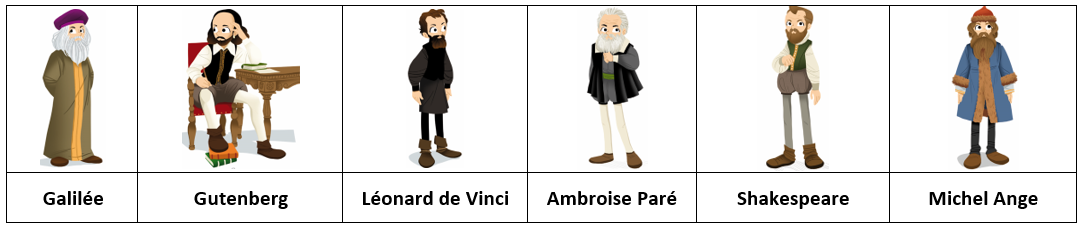 Galilée
Gutenberg
Léonard de Vinci
Ambroise Paré
Shakespeare
Michel Ange